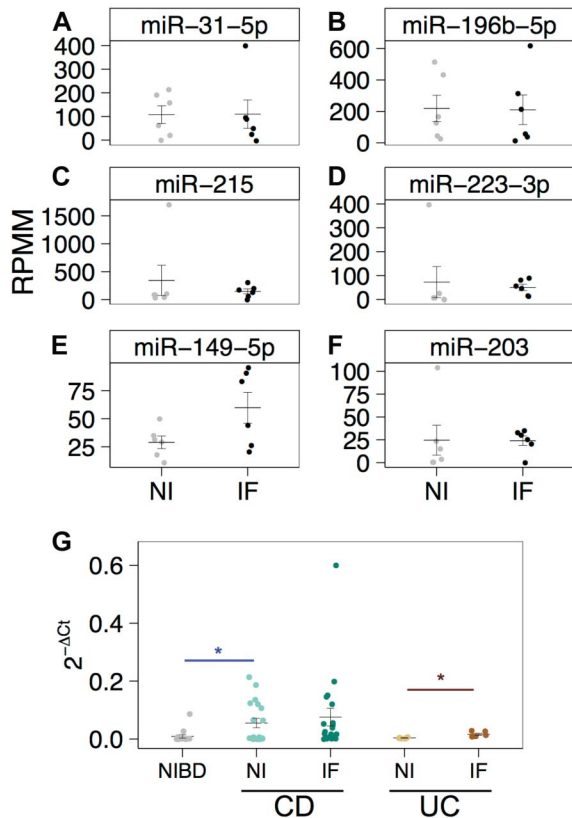 A miR−31−5p
400
300
200
100
0
B miR−196b−5p
600
400
200
0
RPMM
C miR−215
1500
1000
500
0
D miR−223−3p
400
300
200
100
0
E miR−149−5p
75
50
25
NI IF
F miR−203
100
75
50
25
0
NI IF
G
2−ΔCt
0.6
0.4
0.2
0.0
*
*
NIBD NI IF NI IF
CD UC